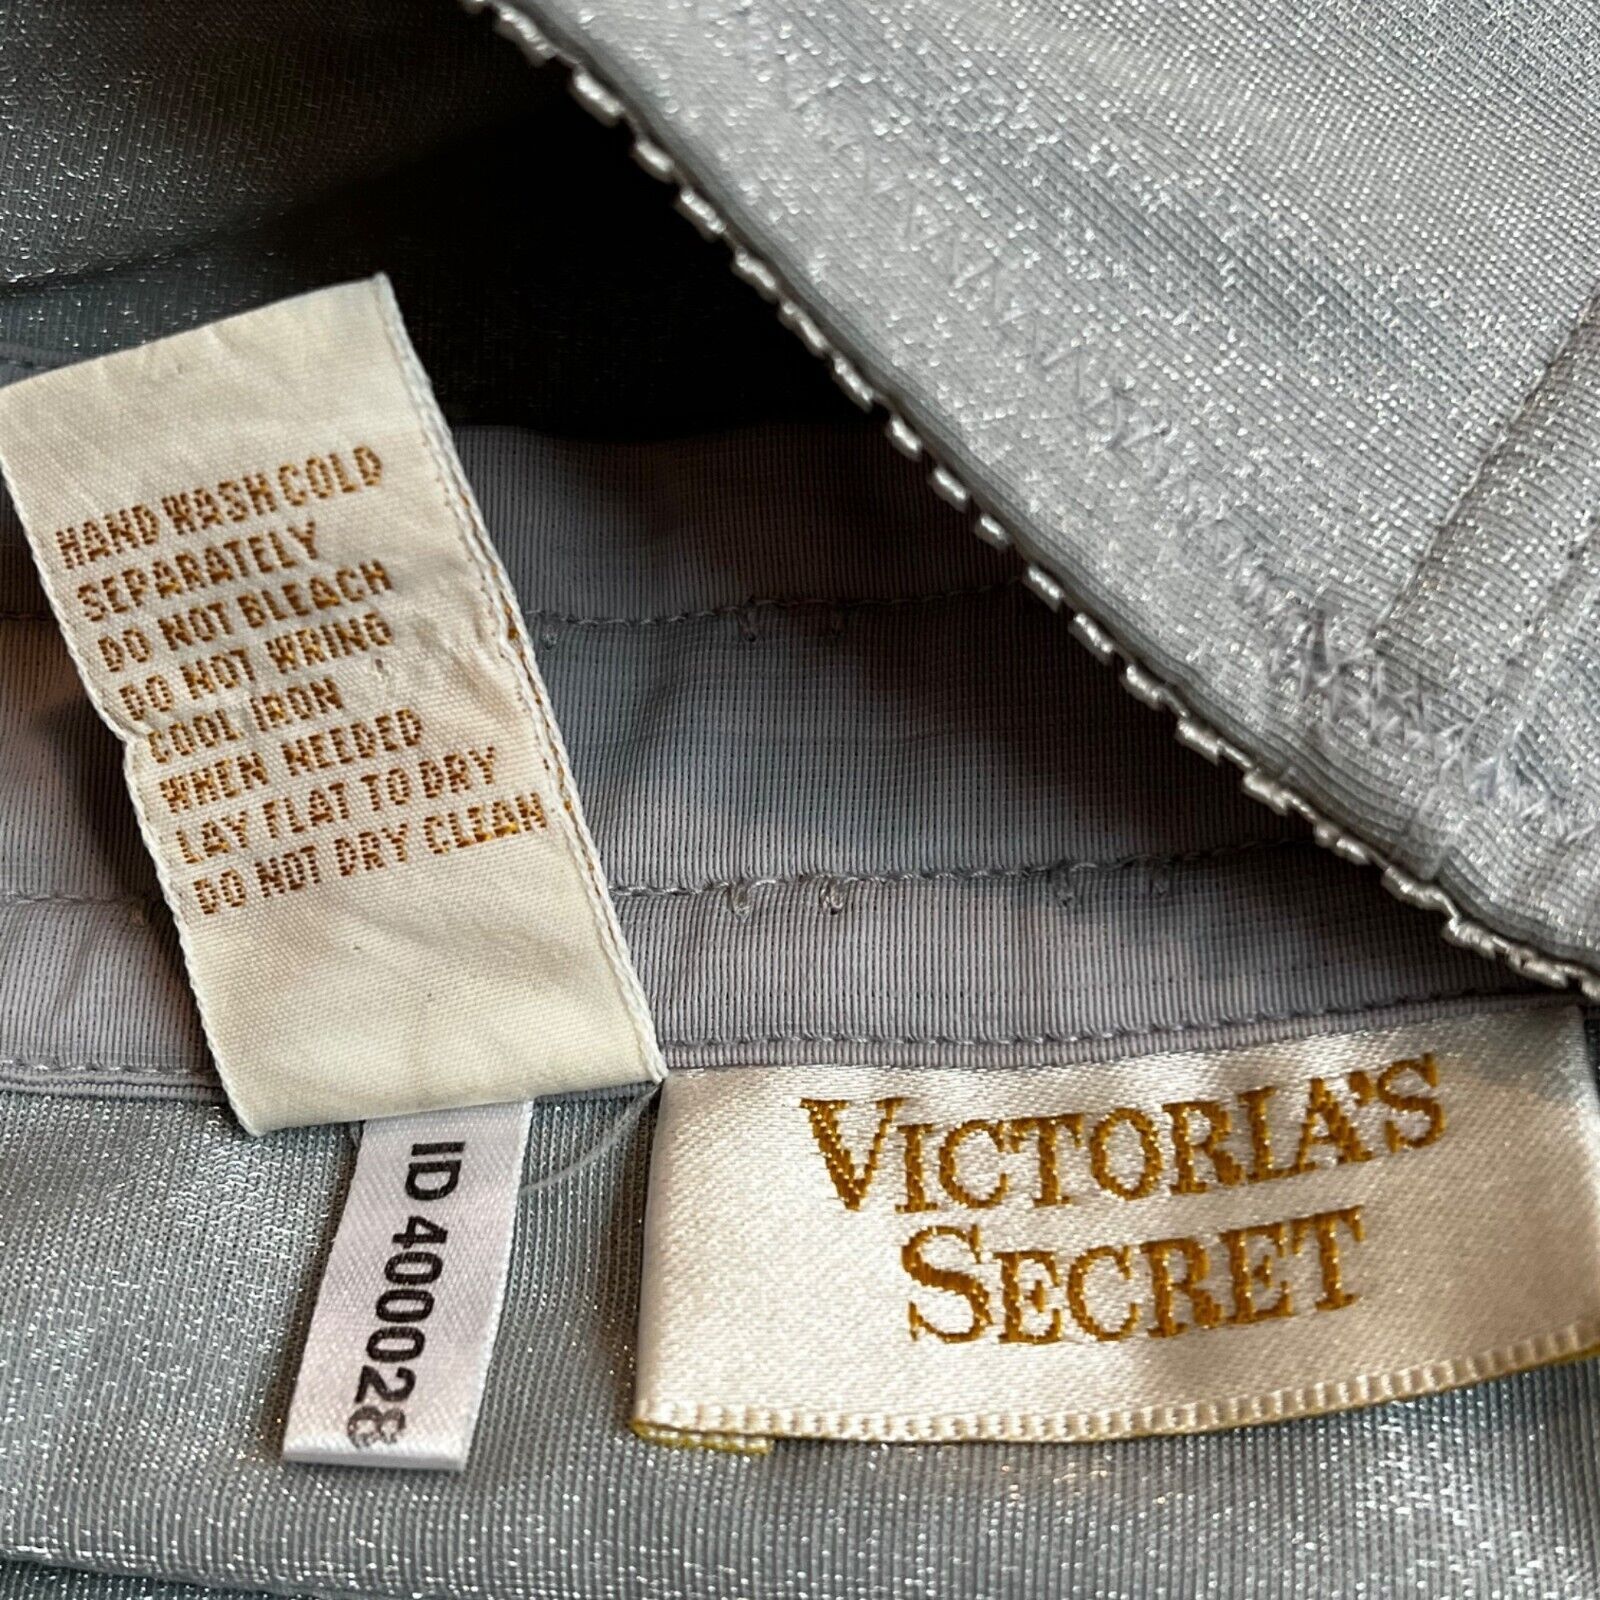 HAND WASH COLD
SEPARATELY
DO NOT BLEACH
DO NOT WRING
COOL IRON
WHEN NEEDED
LAY FLAT TO DRY
DO NOT DRY CLEAN
ID 400028
VICTORIA'S
SECRET